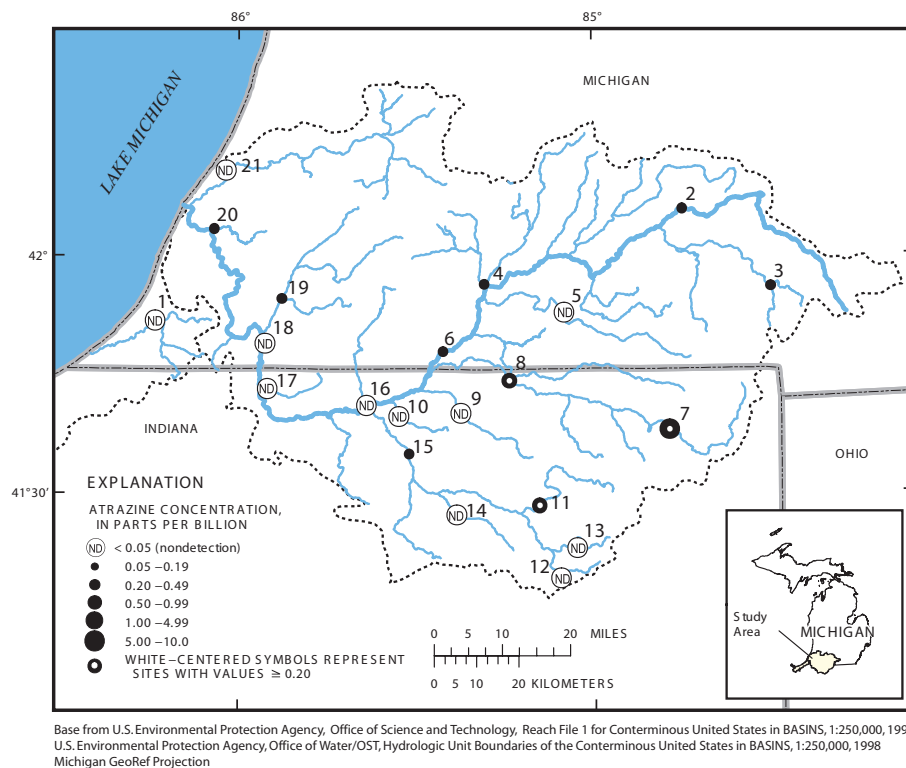 86°
85°
MICHIGAN
LAKE MICHIGAN
ND 21
2
20
42°
4
3
19
1
ND
5
ND
18
ND
6
8
17
ND
16
ND
10
ND
9
ND
7
INDIANA
OHIO
15
41°30'
11
14
ND
13
ND
12
ND
EXPLANATION
ATRAZINE CONCENTRATION,
IN PARTS PER BILLION
ND < 0.05 (nondetection)
0.05 –0.19
0.20 –0.49
0.50 –0.99
1.00 –4.99
5.00 –10.0
WHITE–CENTERED SYMBOLS REPRESENT
SITES WITH VALUES ≥ 0.20
0 5 10 20 MILES
0 5 10 20 KILOMETERS
Study
Area
MICHIGAN
Base from U.S. Environmental Protection Agency, Office of Science and Technology, Reach File 1 for Conterminous United States in BASINS, 1:250,000,
U.S. Environmental Protection Agency, Office of Water/OST, Hydrologic Unit Boundaries of the Conterminous United States in BASINS, 1:250,000, 1998
Michigan GeoRef Projection